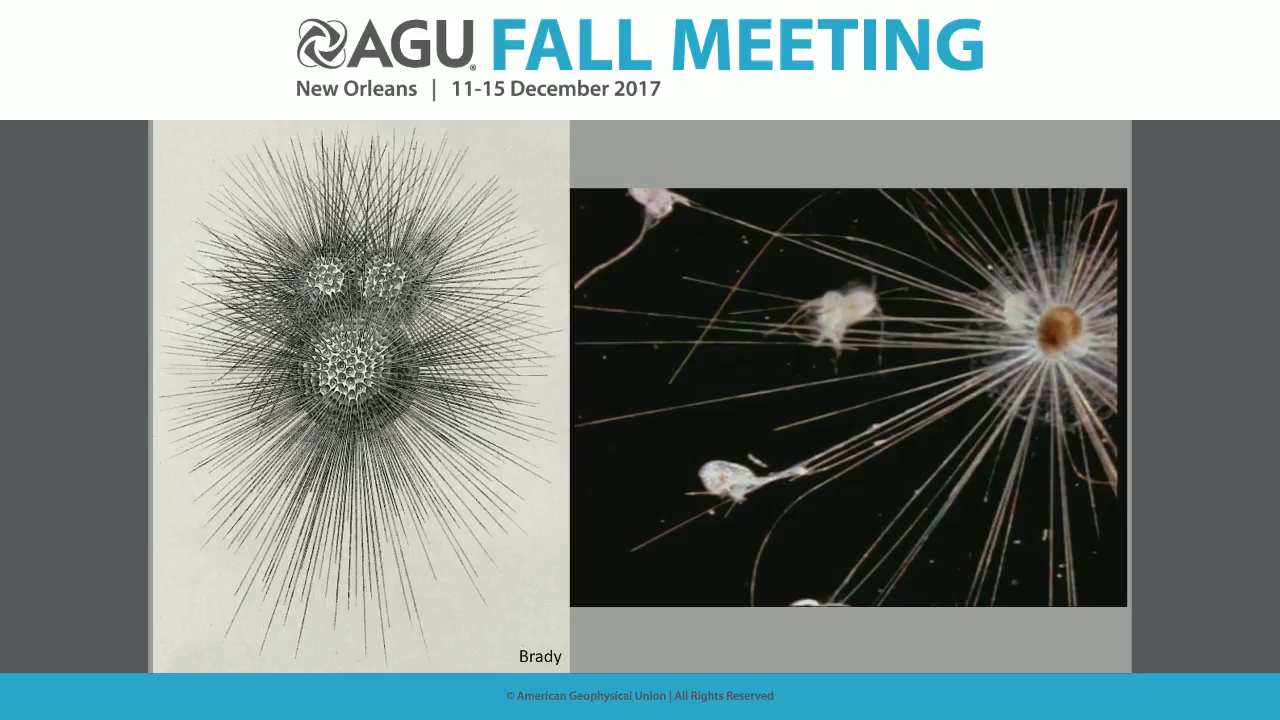 AGU® FALL MEETING
New Orleans | 11-15 December 2017
Brady
© American Geophysical Union | All Rights Reserved